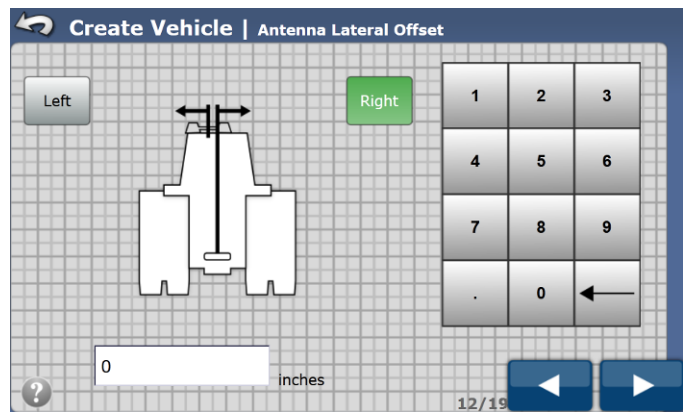 Create Vehicle | Antenna Lateral Offset
Left
Right
1 2 3
4 5 6
7 8 9
. 0
0
inches
?
12/19